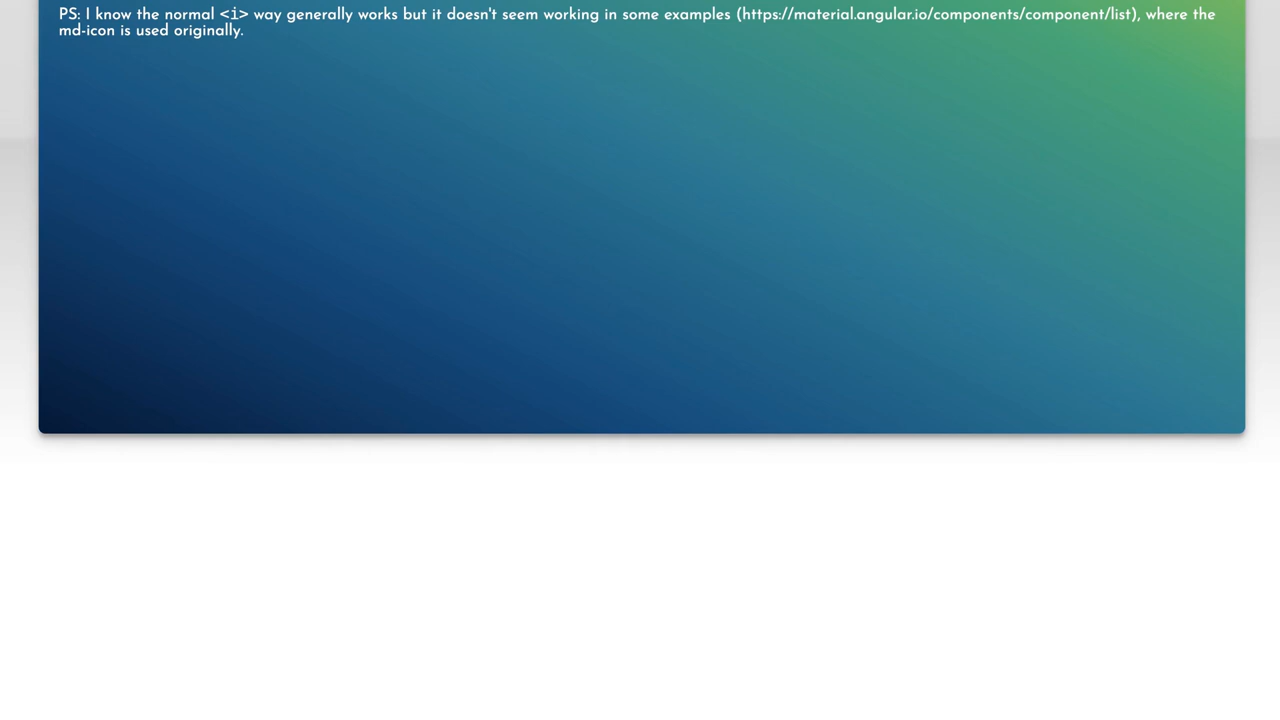 PS: I know the normal <i> way generally works but it doesn't seem working in some examples (https://material.angular.io/components/component/list), where the
md-icon is used originally.